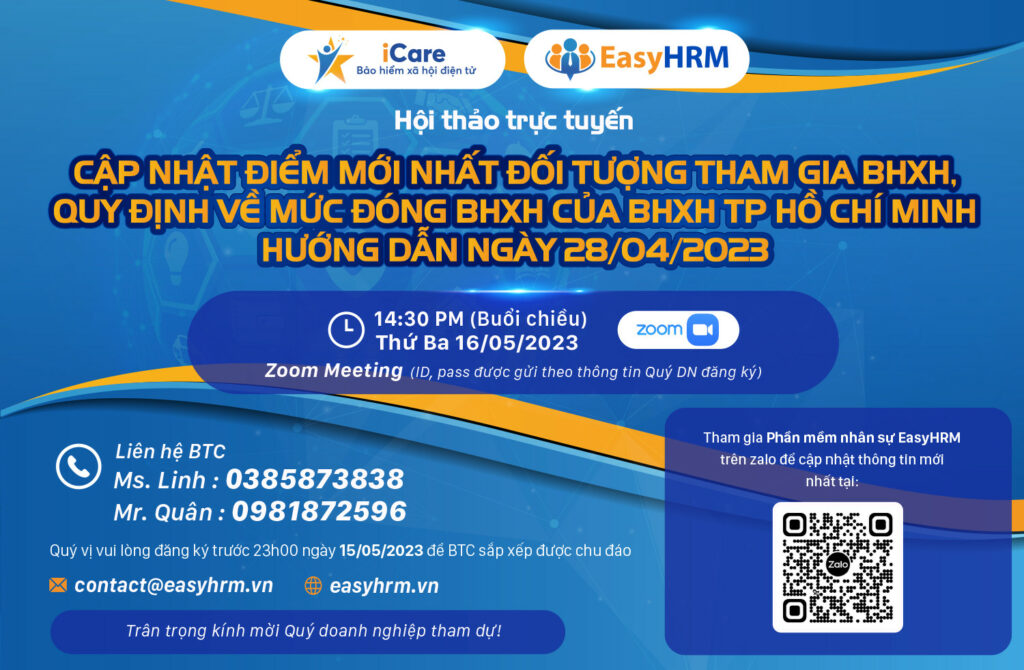 iCare
Bảo hiểm xã hội điện tử
EasyHRM
Hội thảo trực tuyến
CẬP NHẬT ĐIỂM MỚI NHẤT ĐỐI TƯỢNG THAM GIA BHXH,
QUY ĐỊNH VỀ MỨC ĐÓNG BHXH CỦA BHXH TP HỒ CHÍ MINH
HƯỚNG DẪN NGÀY 28/04/2023
14:30 PM (Buổi chiều)
Thứ Ba 16/05/2023
zoom
Zoom Meeting (ID, pass được gửi theo thông tin Quý DN đăng ký)
Liên hệ BTC
Ms. Linh : 0385873838
Mr. Quân : 0981872596
Quý vị vui lòng đăng ký trước 23h00 ngày 15/05/2023 để BTC sắp xếp được chu đáo
contact@easyhrm.vn
easyhrm.vn
Trân trọng kính mời Quý doanh nghiệp tham dự!
Tham gia Phần mềm nhân sự EasyHRM
trên zalo để cập nhật thông tin mới
nhất tại:
Zalo